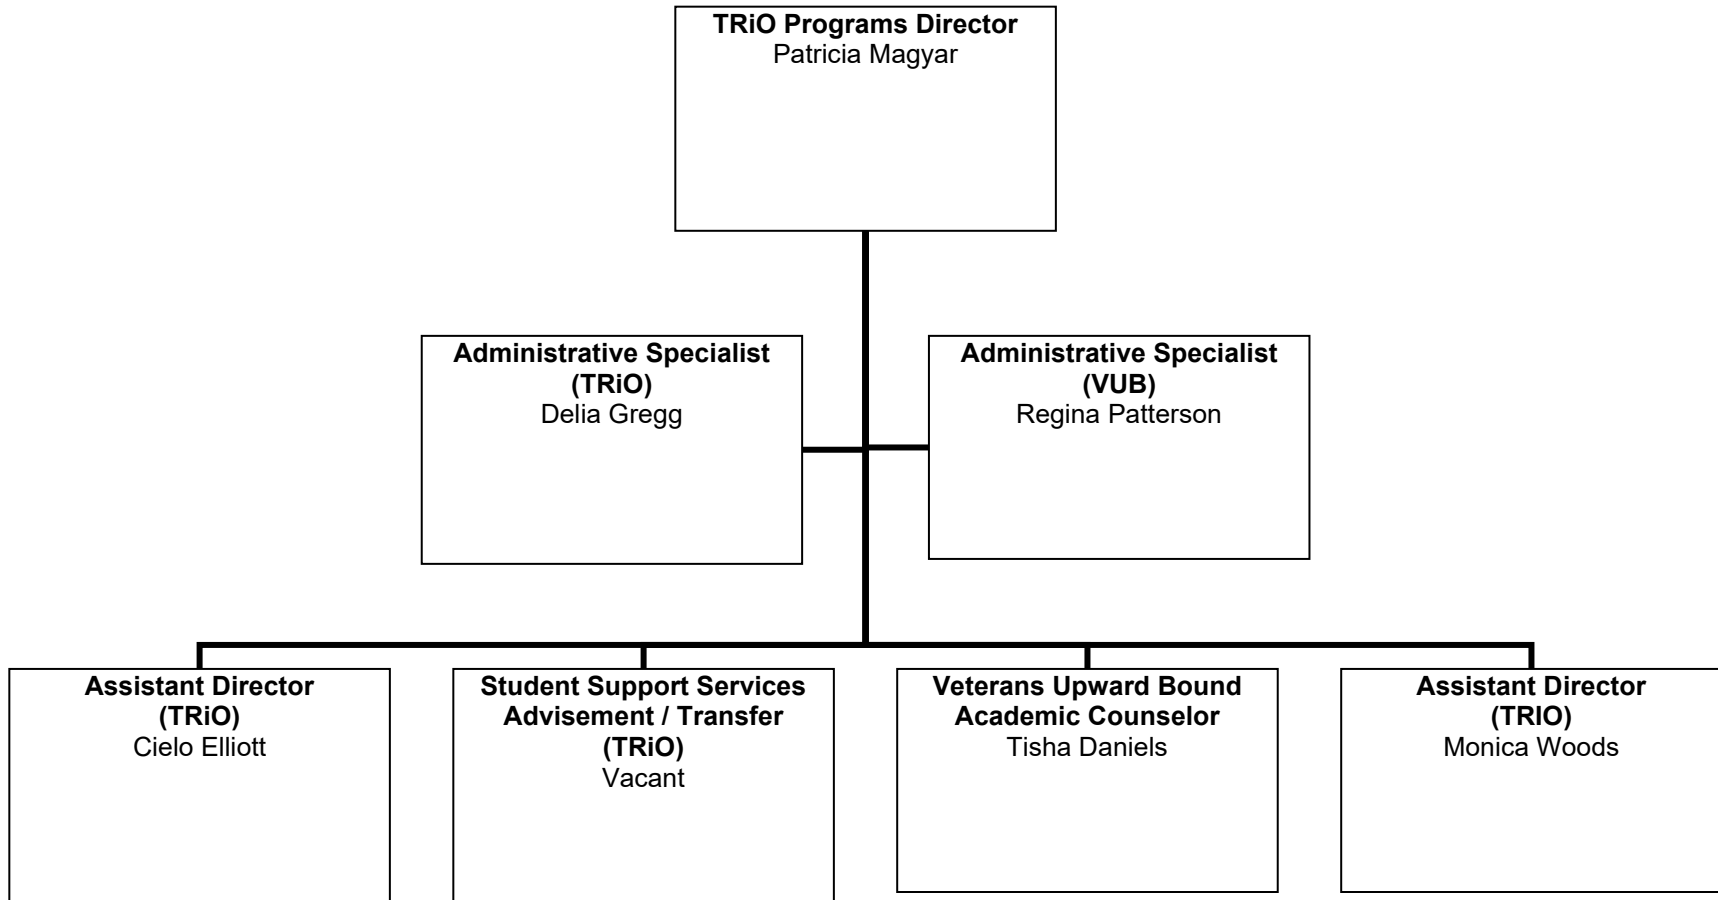 TRiO Programs Director
Patricia Magyar
Administrative Specialist
(TRiO)
Delia Gregg
Administrative Specialist
(VUB)
Regina Patterson
Assistant Director
(TRiO)
Cielo Elliott
Student Support Services
Advisement / Transfer
(TRiO)
Vacant
Veterans Upward Bound
Academic Counselor
Tisha Daniels
Assistant Director
(TRIO)
Monica Woods